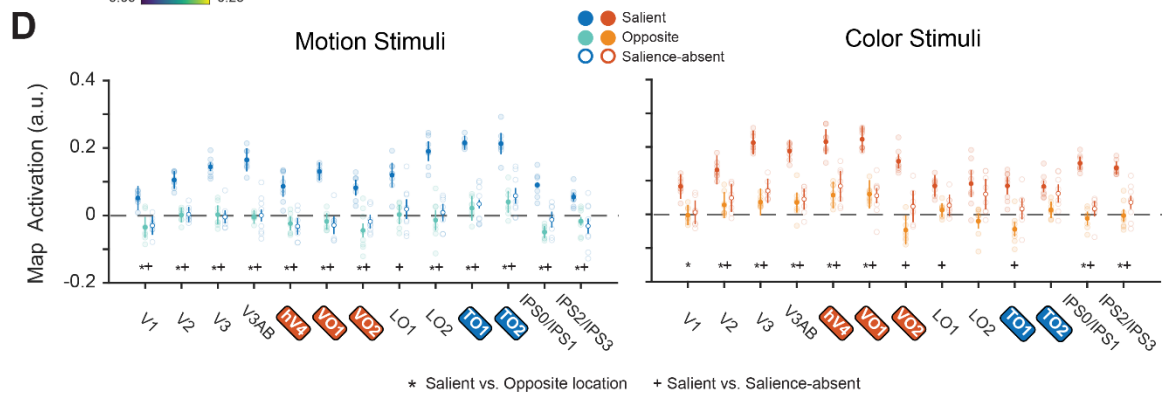 D
Motion Stimuli
Salient
Opposite
Salience-absent
Color Stimuli
Map Activation (a.u.)
0.4
0.2
0
-0.2
*+ *+ *+ *+ *+ *+ *+ + *+ *+ *+ *+ *+
V1 V2 V3 V3AB hV4 VO1 VO2 LO1 LO2 TO1 TO2 IPS0/IPS1 IPS2/IPS3
* *+ *+ *+ *+ *+ + + + *+ *+
V1 V2 V3 V3AB hV4 VO1 VO2 LO1 LO2 TO1 TO2 IPS0/IPS1 IPS2/IPS3
* Salient vs. Opposite location + Salient vs. Salience-absent